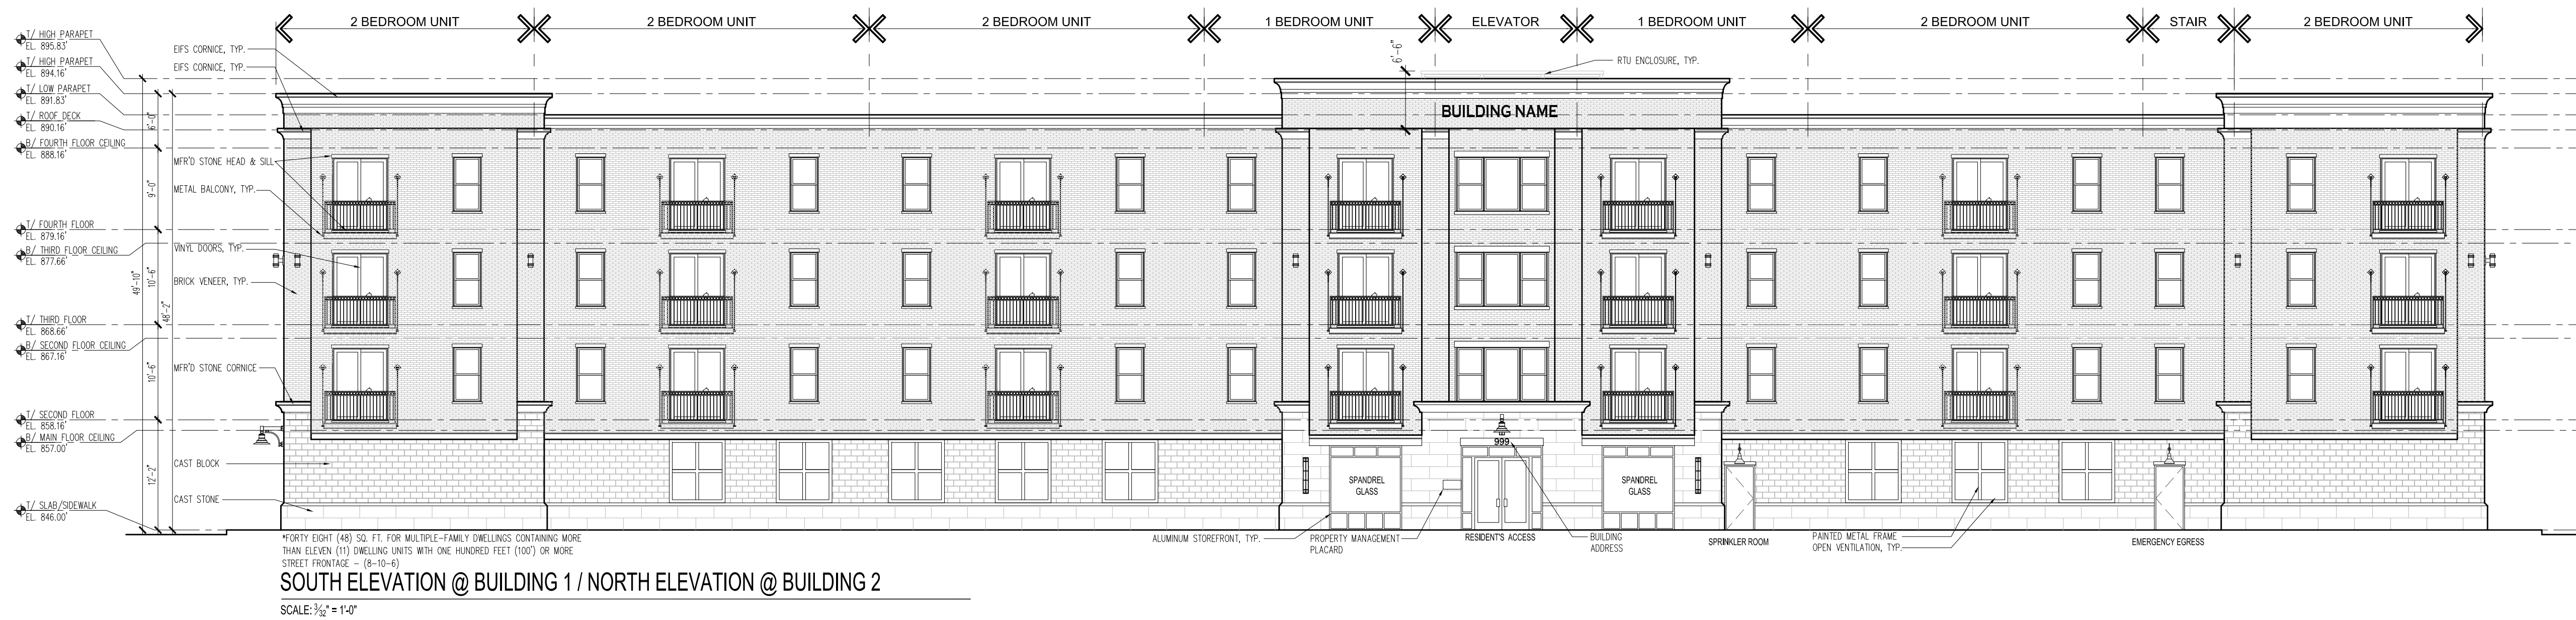 2 BEDROOM UNIT
2 BEDROOM UNIT
2 BEDROOM UNIT
1 BEDROOM UNIT
ELEVATOR
1 BEDROOM UNIT
2 BEDROOM UNIT
STAIR
2 BEDROOM UNIT
T/ HIGH PARAPET
EL. 895.83'
T/ HIGH PARAPET
EL. 894.16'
T/ LOW PARAPET
EL. 891.83'
T/ ROOF DECK
EL. 890.16'
B/ FOURTH FLOOR CEILING
EL. 888.16'
T/ FOURTH FLOOR
EL. 879.16'
B/ THIRD FLOOR CEILING
EL. 877.66'
T/ THIRD FLOOR
EL. 868.66'
B/ SECOND FLOOR CEILING
EL. 867.16'
T/ SECOND FLOOR
EL. 858.16'
B/ MAIN FLOOR CEILING
EL. 857.00'
T/ SLAB/SIDEWALK
EL. 846.00'
49'-10"
6'-0"
9'-0"
10'-6"
10'-6"
12'-2"
48'-2"
EIFS CORNICE, TYP.
EIFS CORNICE, TYP.
MFR'D STONE HEAD & SILL
METAL BALCONY, TYP.
VINYL DOORS, TYP.
BRICK VENEER, TYP.
MFR'D STONE CORNICE
CAST BLOCK
CAST STONE
6'-6"
RTU ENCLOSURE, TYP.
BUILDING NAME
999
SPANDREL
GLASS
SPANDREL
GLASS
ALUMINUM STOREFRONT, TYP.
PROPERTY MANAGEMENT
PLACARD
RESIDENT'S ACCESS
BUILDING
ADDRESS
SPRINKLER ROOM
PAINTED METAL FRAME
OPEN VENTILATION, TYP.
EMERGENCY EGRESS
*FORTY EIGHT (48) SQ. FT. FOR MULTIPLE-FAMILY DWELLINGS CONTAINING MORE
THAN ELEVEN (11) DWELLING UNITS WITH ONE HUNDRED FEET (100') OR MORE
STREET FRONTAGE - (8-10-6)
SOUTH ELEVATION @ BUILDING 1 / NORTH ELEVATION @ BUILDING 2
SCALE: 3/32" = 1'-0"